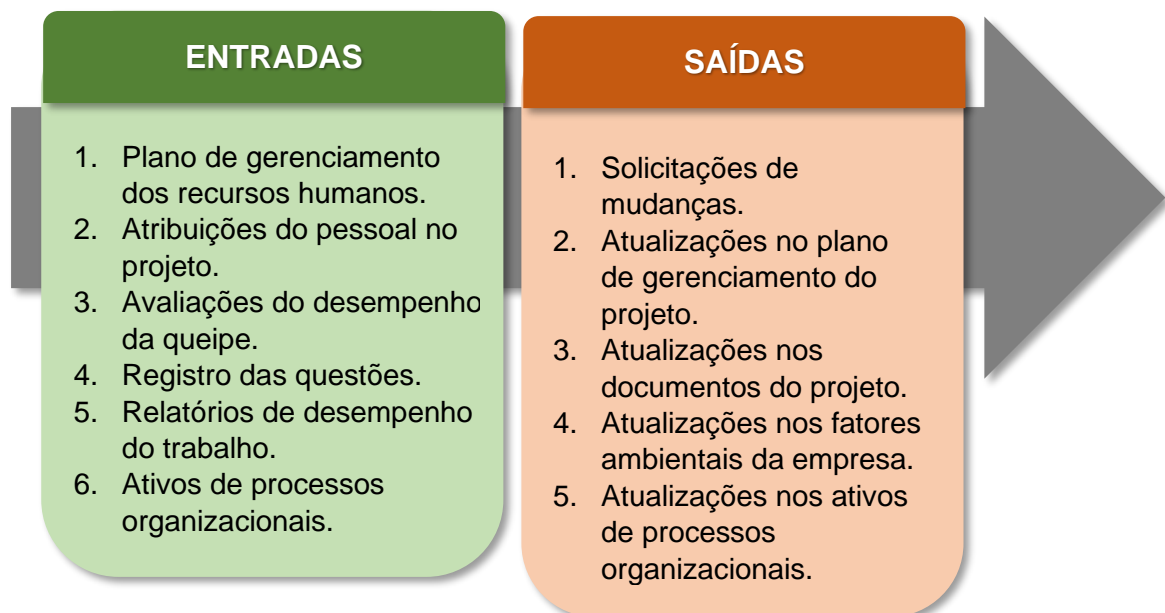 ENTRADAS
1. Plano de gerenciamento
dos recursos humanos.
2. Atribuições do pessoal no
projeto.
3. Avaliações do desempenho
da queipe.
4. Registro das questões.
5. Relatórios de desempenho
do trabalho.
6. Ativos de processos
organizacionais.
SAÍDAS
1. Solicitações de
mudanças.
2. Atualizações no plano
de gerenciamento do
projeto.
3. Atualizações nos
documentos do projeto.
4. Atualizações nos fatores
ambientais da empresa.
5. Atualizações nos ativos
de processos
organizacionais.